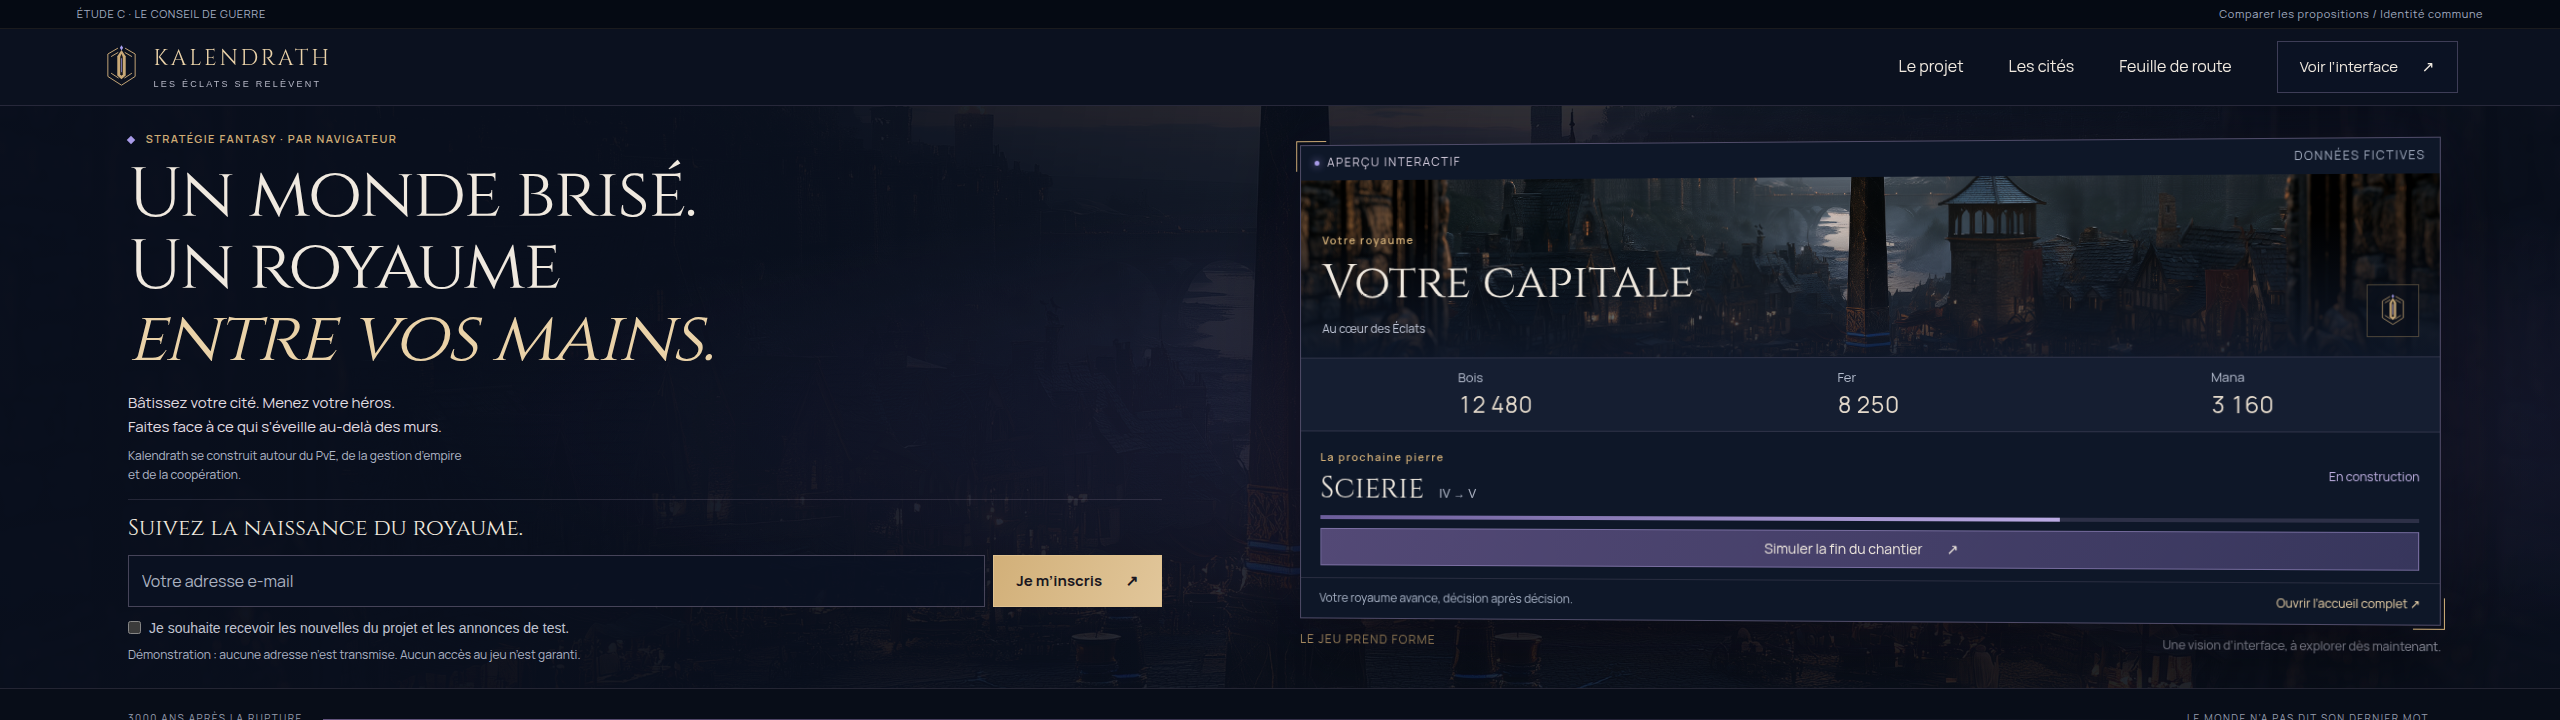 ÉTUDE C · LE CONSEIL DE GUERRE
Comparer les propositions / Identité commune
KALENDRATH
LES ÉCLATS SE RELÈVENT
Le projet
Les cités
Feuille de route
Voir l'interface ↗
STRATÉGIE FANTASY · PAR NAVIGATEUR
UN MONDE BRISÉ.
UN ROYAUME
ENTRE VOS MAINS.
Bâtissez votre cité. Menez votre héros.
Faites face à ce qui s'éveille au-delà des murs.
Kalendrath se construit autour du PvE, de la gestion d'empire
et de la coopération.
SUIVEZ LA NAISSANCE DU ROYAUME.
Votre adresse e-mail
Je m'inscris ↗
Je souhaite recevoir les nouvelles du projet et les annonces de test.
Démonstration : aucune adresse n'est transmise. Aucun accès au jeu n'est garanti.
APERÇU INTERACTIF
DONNÉES FICTIVES
Votre royaume
VOTRE CAPITALE
Au cœur des Éclats
Bois
12 480
Fer
8 250
Mana
3 160
La prochaine pierre
SCIERIE IV → V
En construction
Simuler la fin du chantier ↗
Votre royaume avance, décision après décision.
Ouvrir l'accueil complet ↗
LE JEU PREND FORME
Une vision d'interface, à explorer dès maintenant.
3000 ANS APRÈS LA RUPTURE
LE MONDE N'A PAS DIT SON DERNIER MOT